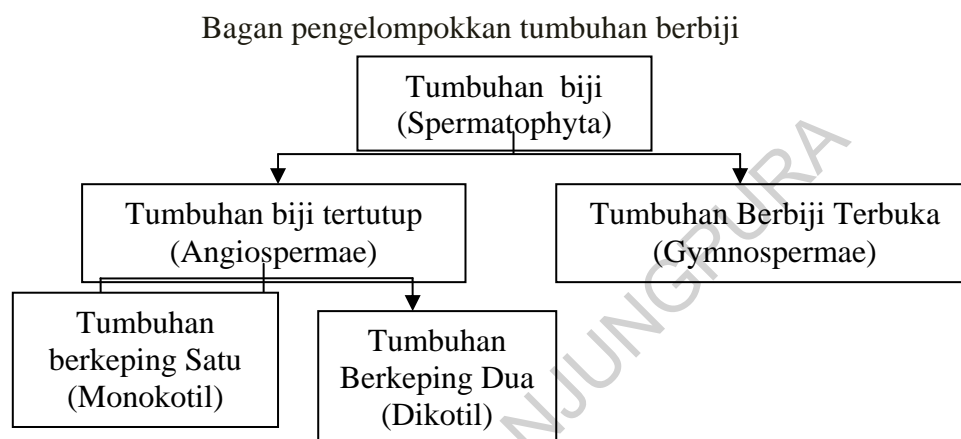 Bagan pengelompokkan tumbuhan berbiji
Tumbuhan biji
(Spermatophyta)
Tumbuhan biji tertutup
(Angiospermae)
Tumbuhan Berbiji Terbuka
(Gymnospermae)
Tumbuhan
berkeping Satu
(Monokotil)
Tumbuhan
Berkeping Dua
(Dikotil)
NJUNGPURA